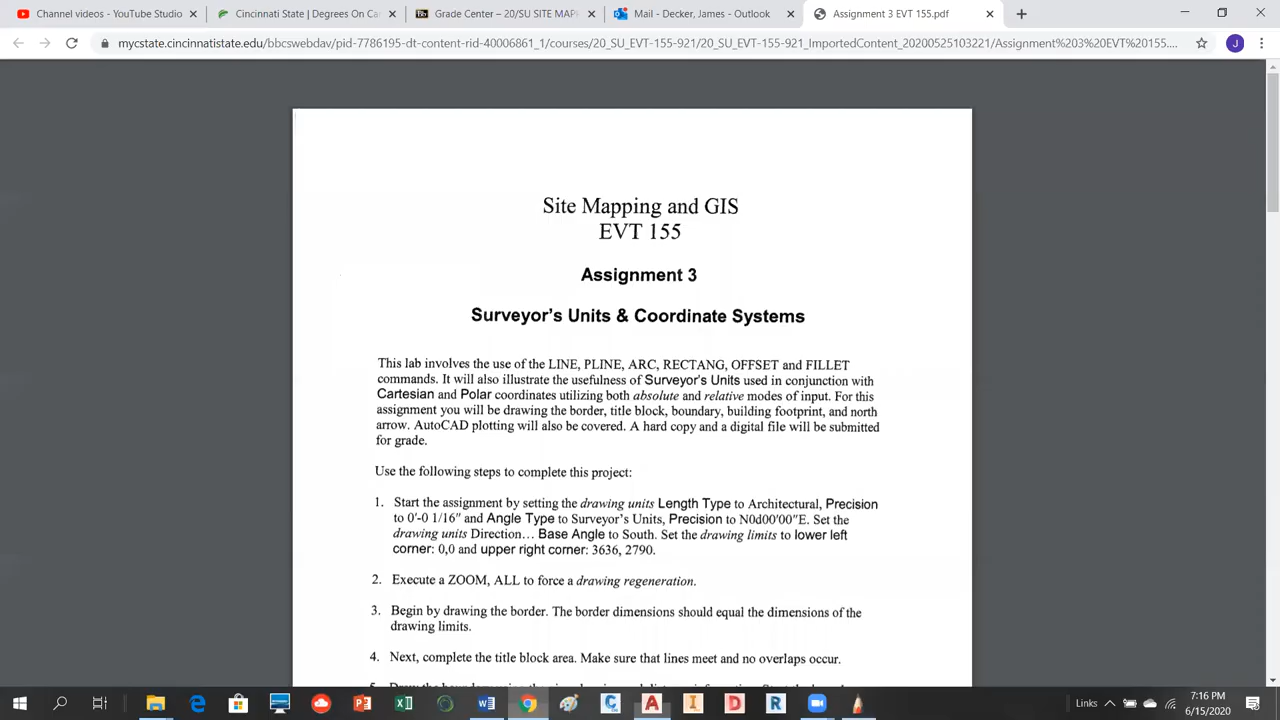 Channel videos - YouTube Studio
Cincinnati State | Degrees On Ca
Grade Center – 20/SU SITE MAP
Mail - Decker, James - Outlook
Assignment 3 EVT 155.pdf
mycstate.cincinnatistate.edu/bbcswebdav/pid-7786195-dt-content-rid-40006861_1/courses/20_SU_EVT-155-921/20_SU_EVT-155-921_ImportedContent_20200525103221/Assignment%203%20EVT%20155....
J
Site Mapping and GIS
EVT 155
Assignment 3
Surveyor's Units & Coordinate Systems
This lab involves the use of the LINE, PLINE, ARC, RECTANG, OFFSET and FILLET
commands. It will also illustrate the usefulness of Surveyor's Units used in conjunction with
Cartesian and Polar coordinates utilizing both absolute and relative modes of input. For this
assignment you will be drawing the border, title block, boundary, building footprint, and north
arrow. AutoCAD plotting will also be covered. A hard copy and a digital file will be submitted
for grade.
Use the following steps to complete this project:
1. Start the assignment by setting the drawing units Length Type to Architectural, Precision
to 0'-0 1/16" and Angle Type to Surveyor's Units, Precision to N0d00'00"E. Set the
drawing units Direction... Base Angle to South. Set the drawing limits to lower left
corner: 0,0 and upper right corner: 3636, 2790.
2. Execute a ZOOM, ALL to force a drawing regeneration.
3. Begin by drawing the border. The border dimensions should equal the dimensions of the
drawing limits.
4. Next, complete the title block area. Make sure that lines meet and no overlaps occur.
Links
7:16 PM
6/15/2020